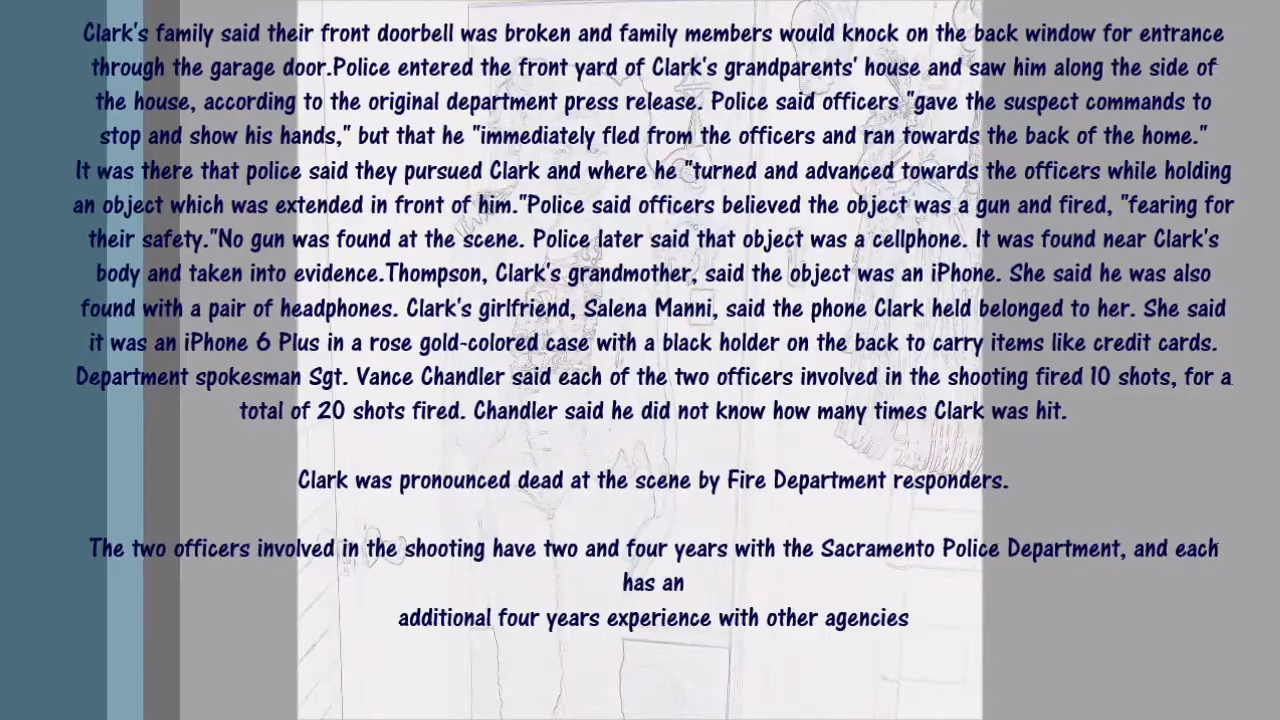 Clark's family said their front doorbell was broken and family members would knock on the back window for entrance
through the garage door.Police entered the front yard of Clark's grandparents' house and saw him along the side of
the house, according to the original department press release. Police said officers "gave the suspect commands to
stop and show his hands," but that he "immediately fled from the officers and ran towards the back of the home."
It was there that police said they pursued Clark and where he "turned and advanced towards the officers while holding
an object which was extended in front of him."Police said officers believed the object was a gun and fired, "fearing for
their safety."No gun was found at the scene. Police later said that object was a cellphone. It was found near Clark's
body and taken into evidence.Thompson, Clark's grandmother, said the object was an iPhone. She said he was also
found with a pair of headphones. Clark's girlfriend, Salena Manni, said the phone Clark held belonged to her. She said
it was an iPhone 6 Plus in a rose gold-colored case with a black holder on the back to carry items like credit cards.
Department spokesman Sgt. Vance Chandler said each of the two officers involved in the shooting fired 10 shots, for a
total of 20 shots fired. Chandler said he did not know how many times Clark was hit.
Clark was pronounced dead at the scene by Fire Department responders.
The two officers involved in the shooting have two and four years with the Sacramento Police Department, and each
has an
additional four years experience with other agencies